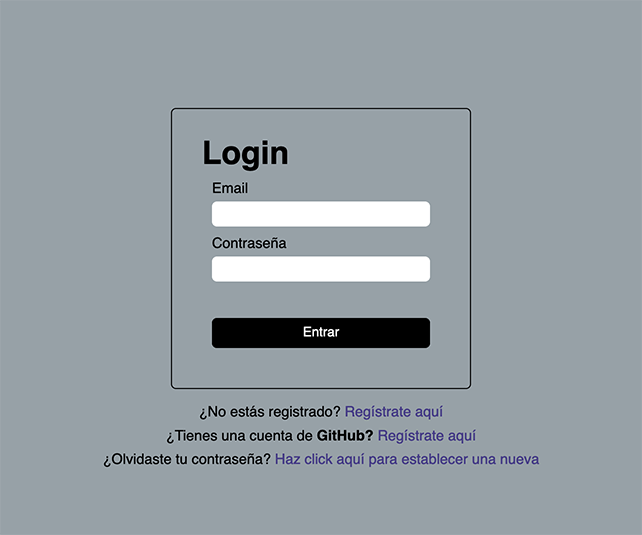 Login
Email
Contraseña
Entrar
¿No estás registrado? Regístrate aquí
¿Tienes una cuenta de GitHub? Regístrate aquí
¿Olvidaste tu contraseña? Haz click aquí para establecer una nueva